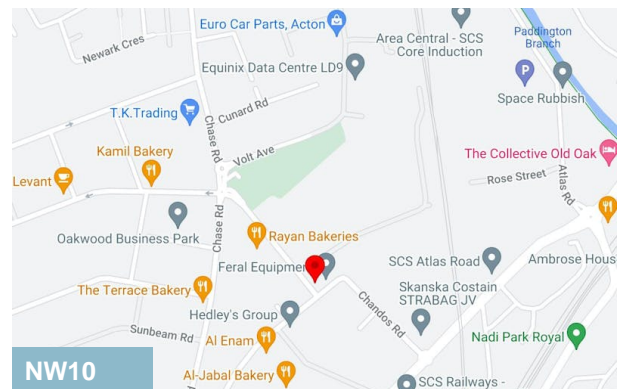 Euro Car Parts, Acton
Area Central - SCS
Core Induction
Paddington
Branch
Newark Cres
Equinix Data Centre LD9
Space Rubbish
T.K.Trading
Cunard Rd
Chase Rd
Kamil Bakery
Volt Ave
The Collective Old Oak
Levant
Rose Street
Atlas Rd
Chase Rd
Oakwood Business Park
Rayan Bakeries
Feral Equipmen
SCS Atlas Road
Ambrose Hous
The Terrace Bakery
Skanska Costain
STRABAG JV
Hedley's Group
Chandos Rd
Sunbeam Rd
Al Enam
Nadi Park Royal
Al-Jabal Bakery
SCS Railways -
NW10